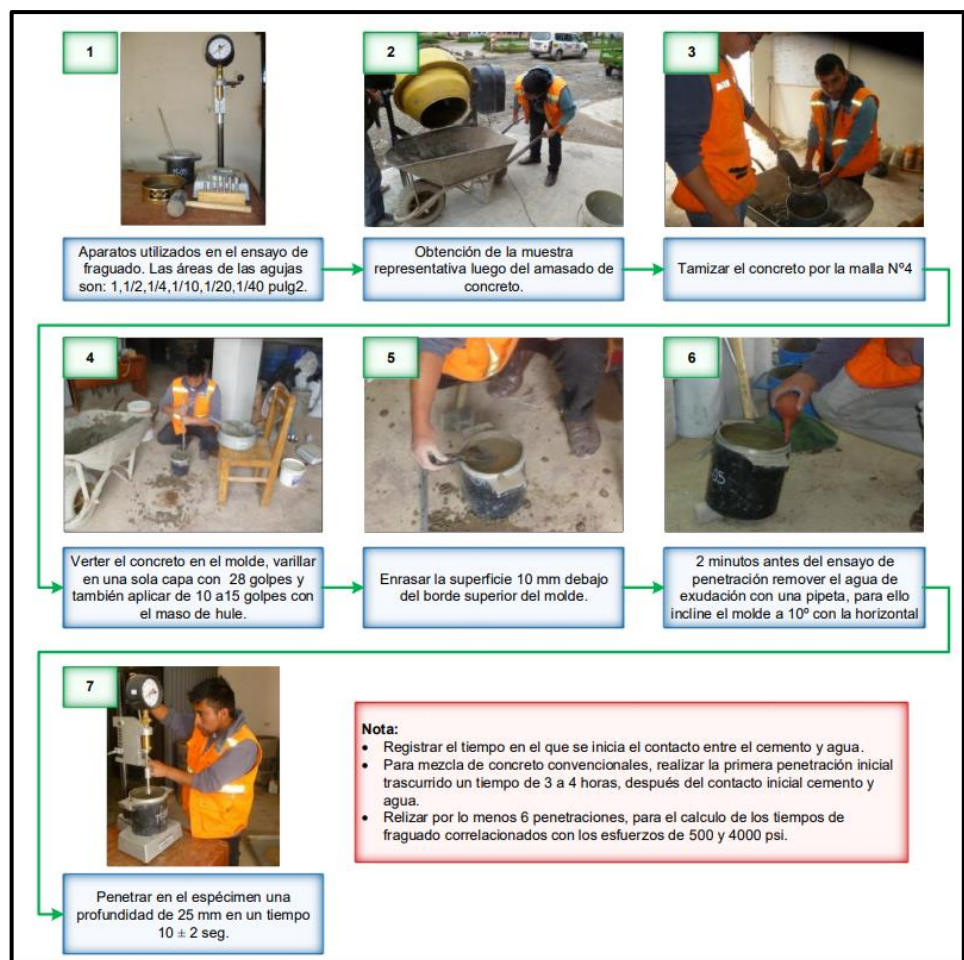 1
2
3
Aparatos utilizados en el ensayo de
fraguado. Las áreas de las agujas
son: 1,1/2,1/4,1/10,1/20,1/40 pulg2.
Obtención de la muestra
representativa luego del amasado de
concreto.
Tamizar el concreto por la malla Nº4
4
5
6
Verter el concreto en el molde, varillar
en una sola capa con 28 golpes y
también aplicar de 10 a15 golpes con
el maso de hule.
Enrasar la superficie 10 mm debajo
del borde superior del molde.
2 minutos antes del ensayo de
penetración remover el agua de
exudación con una pipeta, para ello
incline el molde a 10º con la horizontal
7
Nota:
• Registrar el tiempo en el que se inicia el contacto entre el cemento y agua.
• Para mezcla de concreto convencionales, realizar la primera penetración inicial
trascurrido un tiempo de 3 a 4 horas, después del contacto inicial cemento y
agua.
• Relizar por lo menos 6 penetraciones, para el calculo de los tiempos de
fraguado correlacionados con los esfuerzos de 500 y 4000 psi.
Penetrar en el espécimen una
profundidad de 25 mm en un tiempo
10 ± 2 seg.